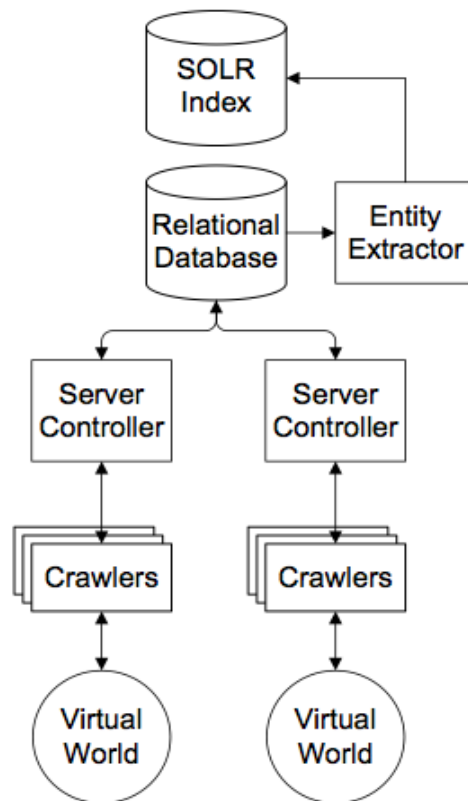 SOLR
Index
Relational
Database
Entity
Extractor
Server
Controller
Server
Controller
Crawlers
Crawlers
Virtual
World
Virtual
World